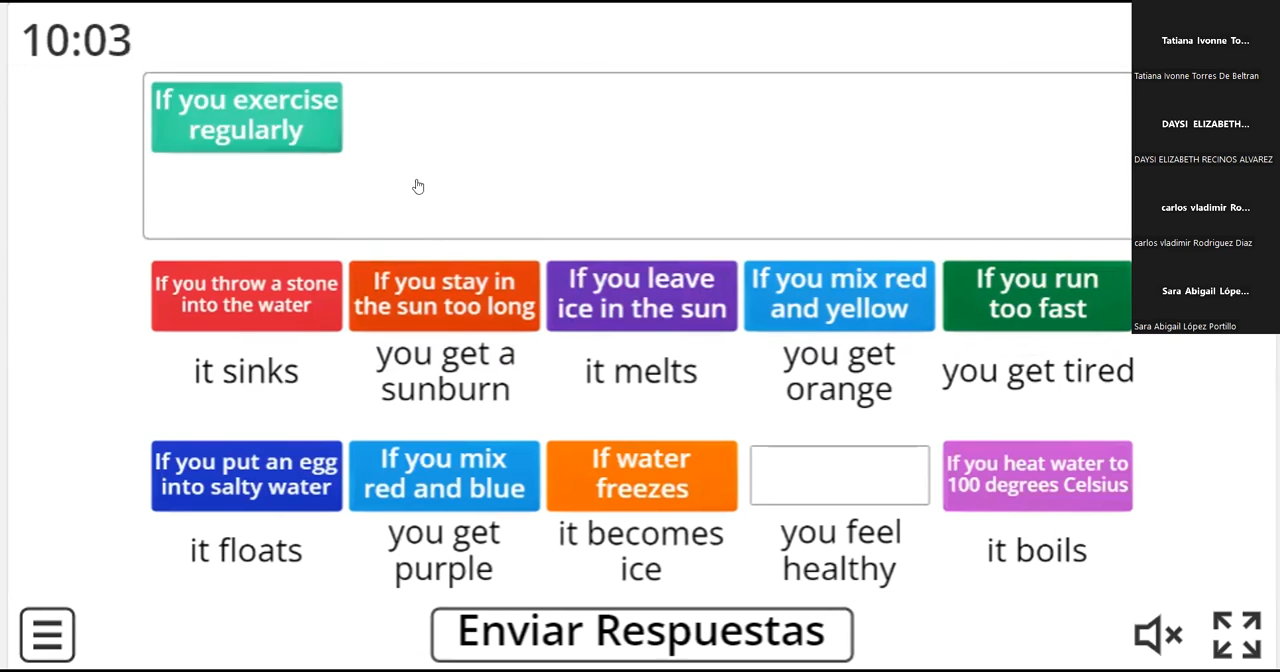 10:03
If you exercise
regularly
If you throw a stone
into the water
it sinks
If you stay in
the sun too long
you get a
sunburn
If you leave
ice in the sun
it melts
If you mix red
and yellow
you get
orange
If you run
too fast
you get tired
If you put an egg
into salty water
it floats
If you mix
red and blue
you get
purple
If water
freezes
it becomes
ice
you feel
healthy
If you heat water to
100 degrees Celsius
it boils
Enviar Respuestas
Tatiana Ivonne To...
Tatiana Ivonne Torres De Beltran
DAYSI ELIZABETH...
DAYSI ELIZABETH RECINOS ALVAREZ
carlos vladimir Ro...
carlos vladimir Rodriguez Diaz
Sara Abigail Lópe...
Sara Abigail López Portillo